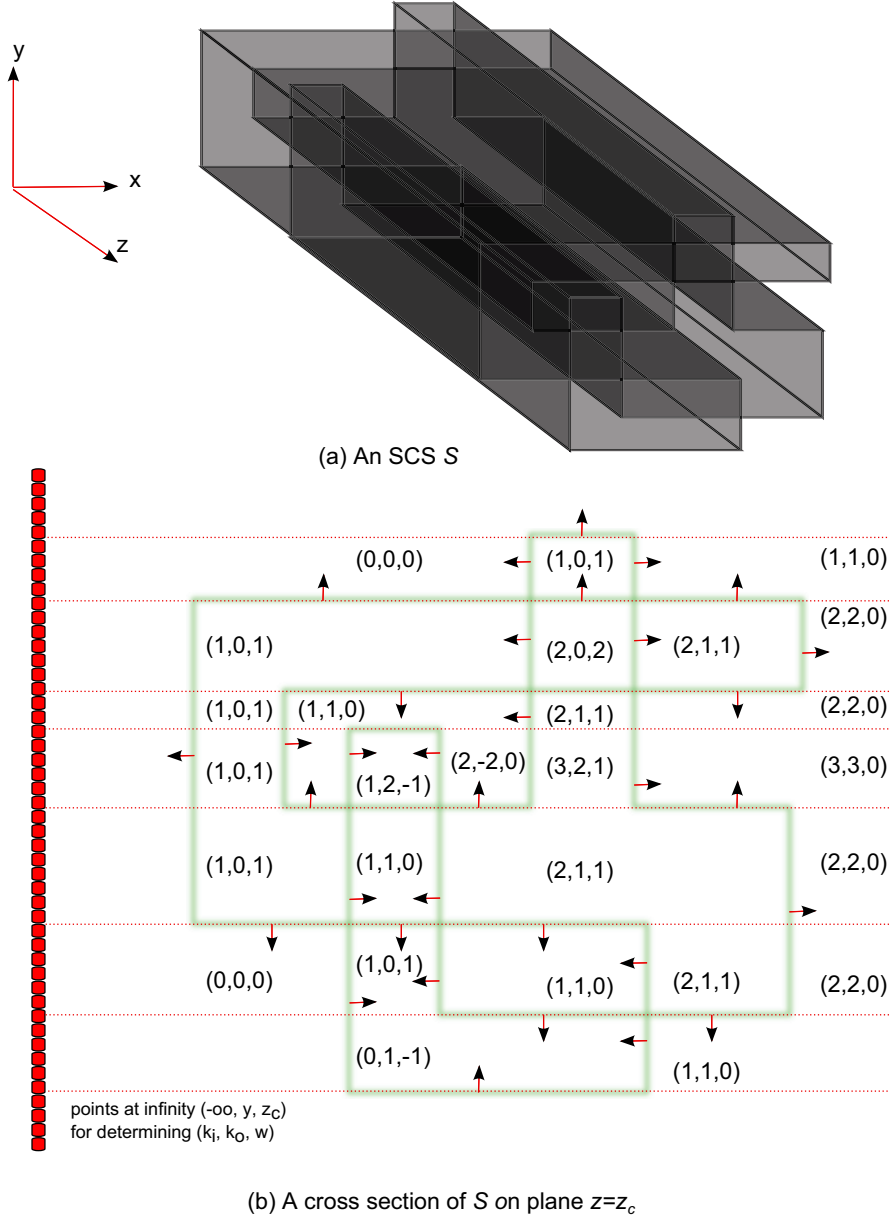 y
x
z
(a) An SCS S
(0,0,0) (1,0,1) (1,1,0)
(2,2,0)
(1,0,1) (2,0,2) (2,1,1)
(1,0,1) (1,1,0) (2,1,1) (2,2,0)
(1,0,1) (1,2,-1) (2,-2,0) (3,2,1) (3,3,0)
(1,0,1) (1,1,0) (2,1,1) (2,2,0)
(0,0,0) (1,0,1) (1,1,0) (2,1,1) (2,2,0)
(0,1,-1) (1,1,0)
points at infinity (-oo, y, zc)
for determining (ki, ko, w)
(b) A cross section of S on plane z=zc